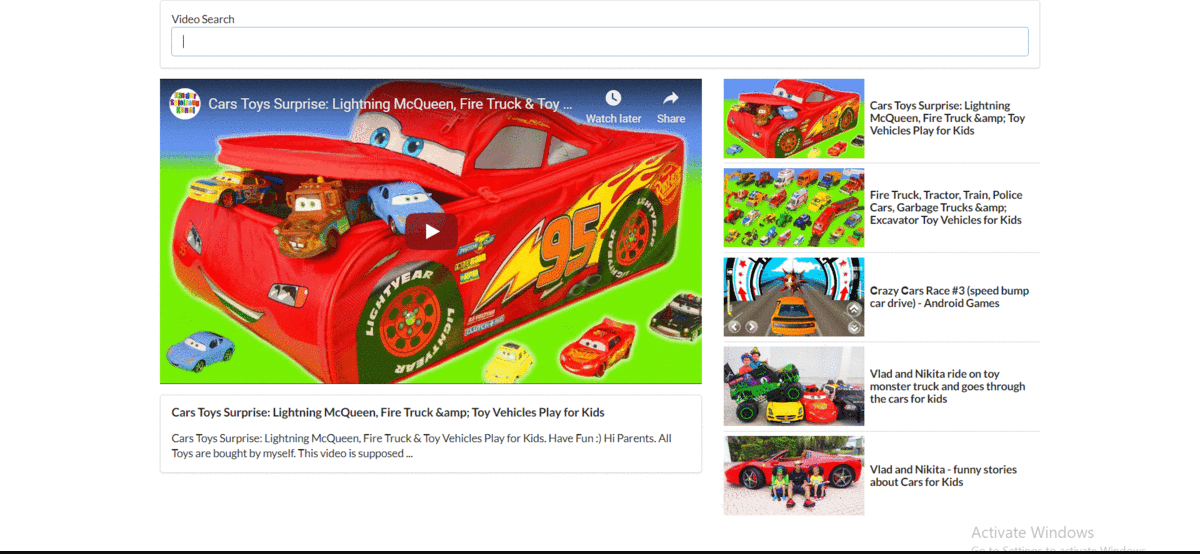 Video Search
Cars Toys Surprise: Lightning McQueen, Fire Truck & Toy ...
Watch later
Share
95
LIGHTYEAR
LIGHTYEAR
LIGHTYEAR
Cars Toys Surprise: Lightning McQueen, Fire Truck &amp; Toy Vehicles Play for Kids
Cars Toys Surprise: Lightning McQueen, Fire Truck & Toy Vehicles Play for Kids. Have Fun :) Hi Parents. All
Toys are bought by myself. This video is supposed ...
Cars Toys Surprise: Lightning
McQueen, Fire Truck &amp; Toy
Vehicles Play for Kids
Fire Truck, Tractor, Train, Police
Cars, Garbage Trucks &amp;
Excavator Toy Vehicles for Kids
Crazy Cars Race #3 (speed bump
car drive) - Android Games
Vlad and Nikita ride on toy
monster truck and goes through
the cars for kids
Vlad and Nikita - funny stories
about Cars for Kids
Activate Windows
Go to Settings to activate Windows